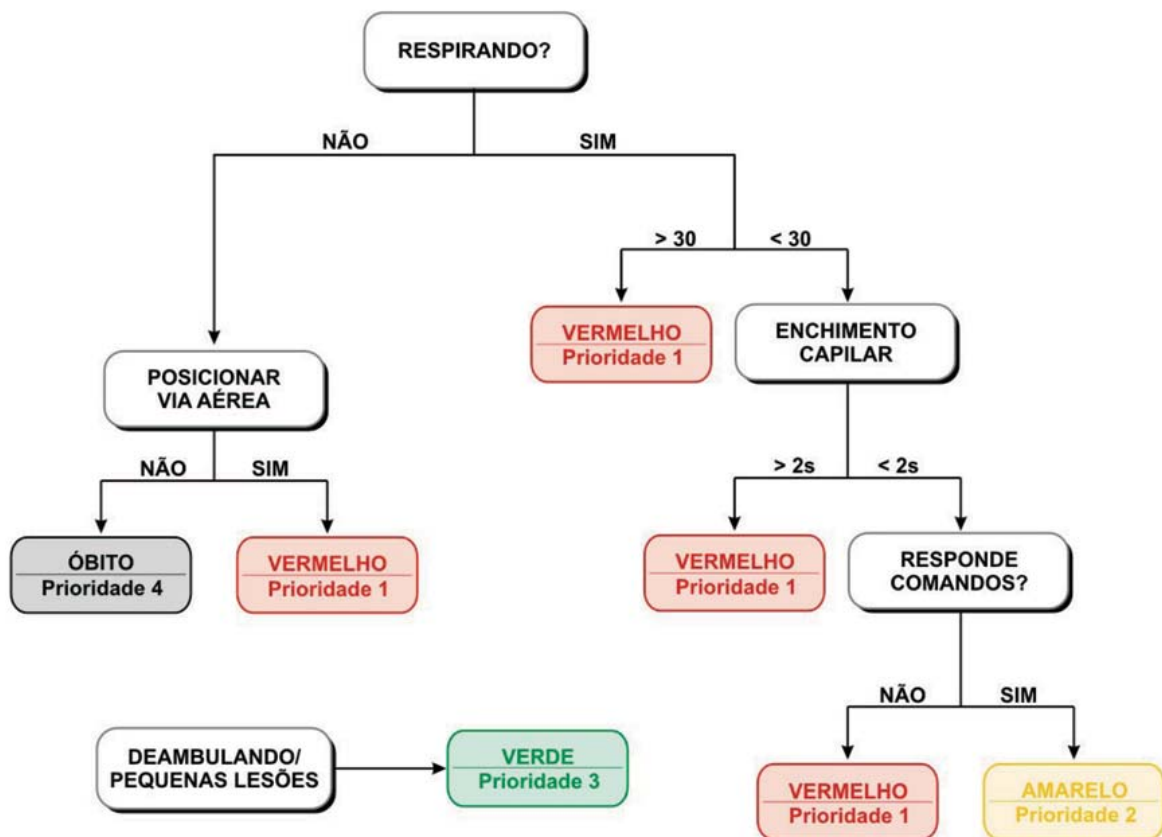 RESPIRANDO?
NÃO
SIM
> 30
< 30
VERMELHO
Prioridade 1
ENCHIMENTO
CAPILAR
POSICIONAR
VIA AÉREA
NÃO
SIM
> 2s
< 2s
ÓBITO
Prioridade 4
VERMELHO
Prioridade 1
VERMELHO
Prioridade 1
RESPONDE
COMANDOS?
NÃO
SIM
DEAMBULANDO/
PEQUENAS LESÕES
VERDE
Prioridade 3
VERMELHO
Prioridade 1
AMARELO
Prioridade 2